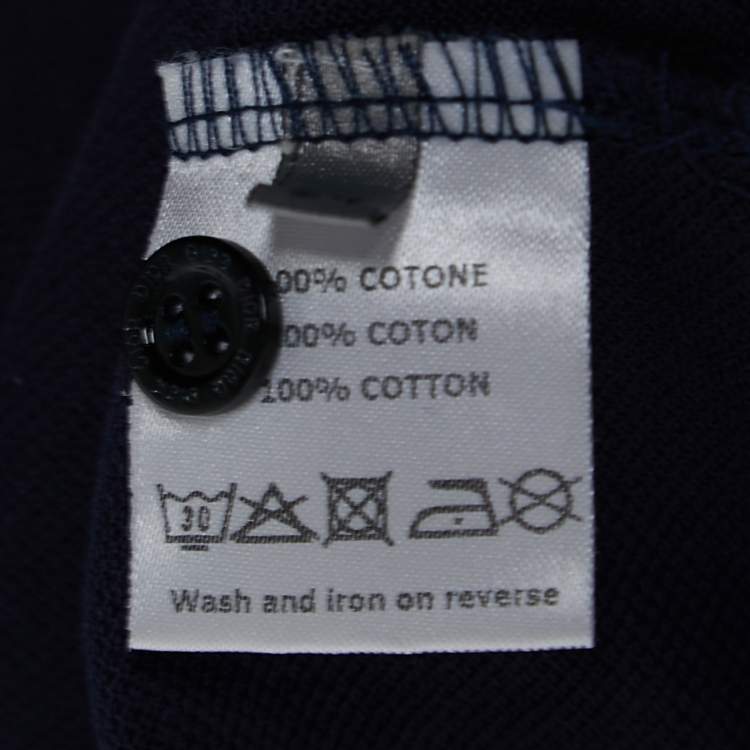 00% COTONE
00% COTON
100% COTTON
30
Wash and iron on reverse